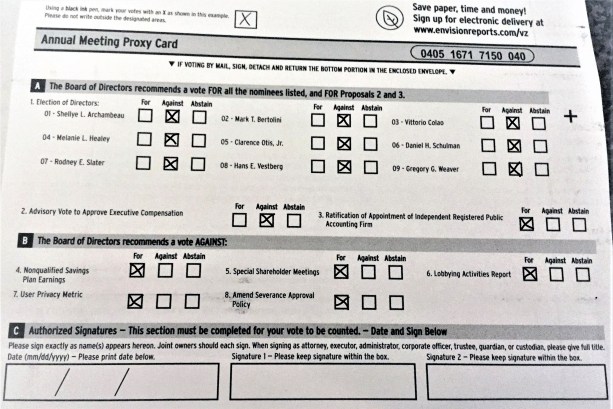 Using a black ink pen, mark your votes with an X as shown in this example.
Please do not write outside the designated areas.
X
Save paper, time and money!
Sign up for electronic delivery at
www.envisionreports.com/vz
Annual Meeting Proxy Card
0405 1671 7150 040
▼ IF VOTING BY MAIL, SIGN, DETACH AND RETURN THE BOTTOM PORTION IN THE ENCLOSED ENVELOPE. ▼
A The Board of Directors recommends a vote FOR all the nominees listed, and FOR Proposals 2 and 3.
1. Election of Directors: For Against Abstain For Against Abstain For Against Abstain +
01 - Shellye L. Archambeau 02 - Mark T. Bertolini 03 - Vittorio Colao
04 - Melanie L. Healey 05 - Clarence Otis, Jr. 06 - Daniel H. Schulman
07 - Rodney E. Slater 08 - Hans E. Vestberg 09 - Gregory G. Weaver
For Against Abstain For Against Abstain
2. Advisory Vote to Approve Executive Compensation 3. Ratification of Appointment of Independent Registered Public
Accounting Firm
B The Board of Directors recommends a vote AGAINST:
For Against Abstain For Against Abstain For Against Abstain
4. Nonqualified Savings 5. Special Shareholder Meetings 6. Lobbying Activities Report
Plan Earnings
7. User Privacy Metric 8. Amend Severance Approval
Policy
C Authorized Signatures – This section must be completed for your vote to be counted. – Date and Sign Below
Please sign exactly as name(s) appears hereon. Joint owners should each sign. When signing as attorney, executor, administrator, corporate officer, trustee, guardian, or custodian, please give full title.
Date (mm/dd/yyyy) – Please print date below. Signature 1 – Please keep signature within the box. Signature 2 – Please keep signature within the box.
/ /